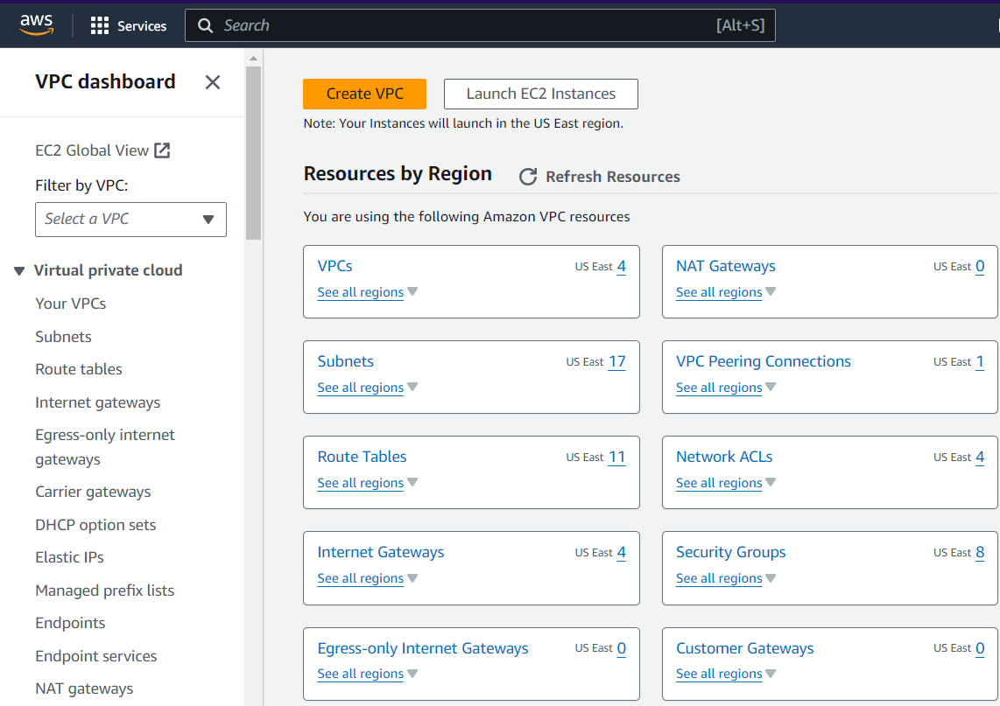 aws
Services
Search
[Alt+S]
VPC dashboard
EC2 Global View
Filter by VPC:
Select a VPC
Virtual private cloud
Your VPCs
Subnets
Route tables
Internet gateways
Egress-only internet
gateways
Carrier gateways
DHCP option sets
Elastic IPs
Managed prefix lists
Endpoints
Endpoint services
NAT gateways
Create VPC
Launch EC2 Instances
Note: Your Instances will launch in the US East region.
Resources by Region
Refresh Resources
You are using the following Amazon VPC resources
VPCs US East 4
See all regions
NAT Gateways US East 0
See all regions
Subnets US East 17
See all regions
VPC Peering Connections US East 1
See all regions
Route Tables US East 11
See all regions
Network ACLs US East 4
See all regions
Internet Gateways US East 4
See all regions
Security Groups US East 8
See all regions
Egress-only Internet Gateways US East 0
See all regions
Customer Gateways US East 0
See all regions